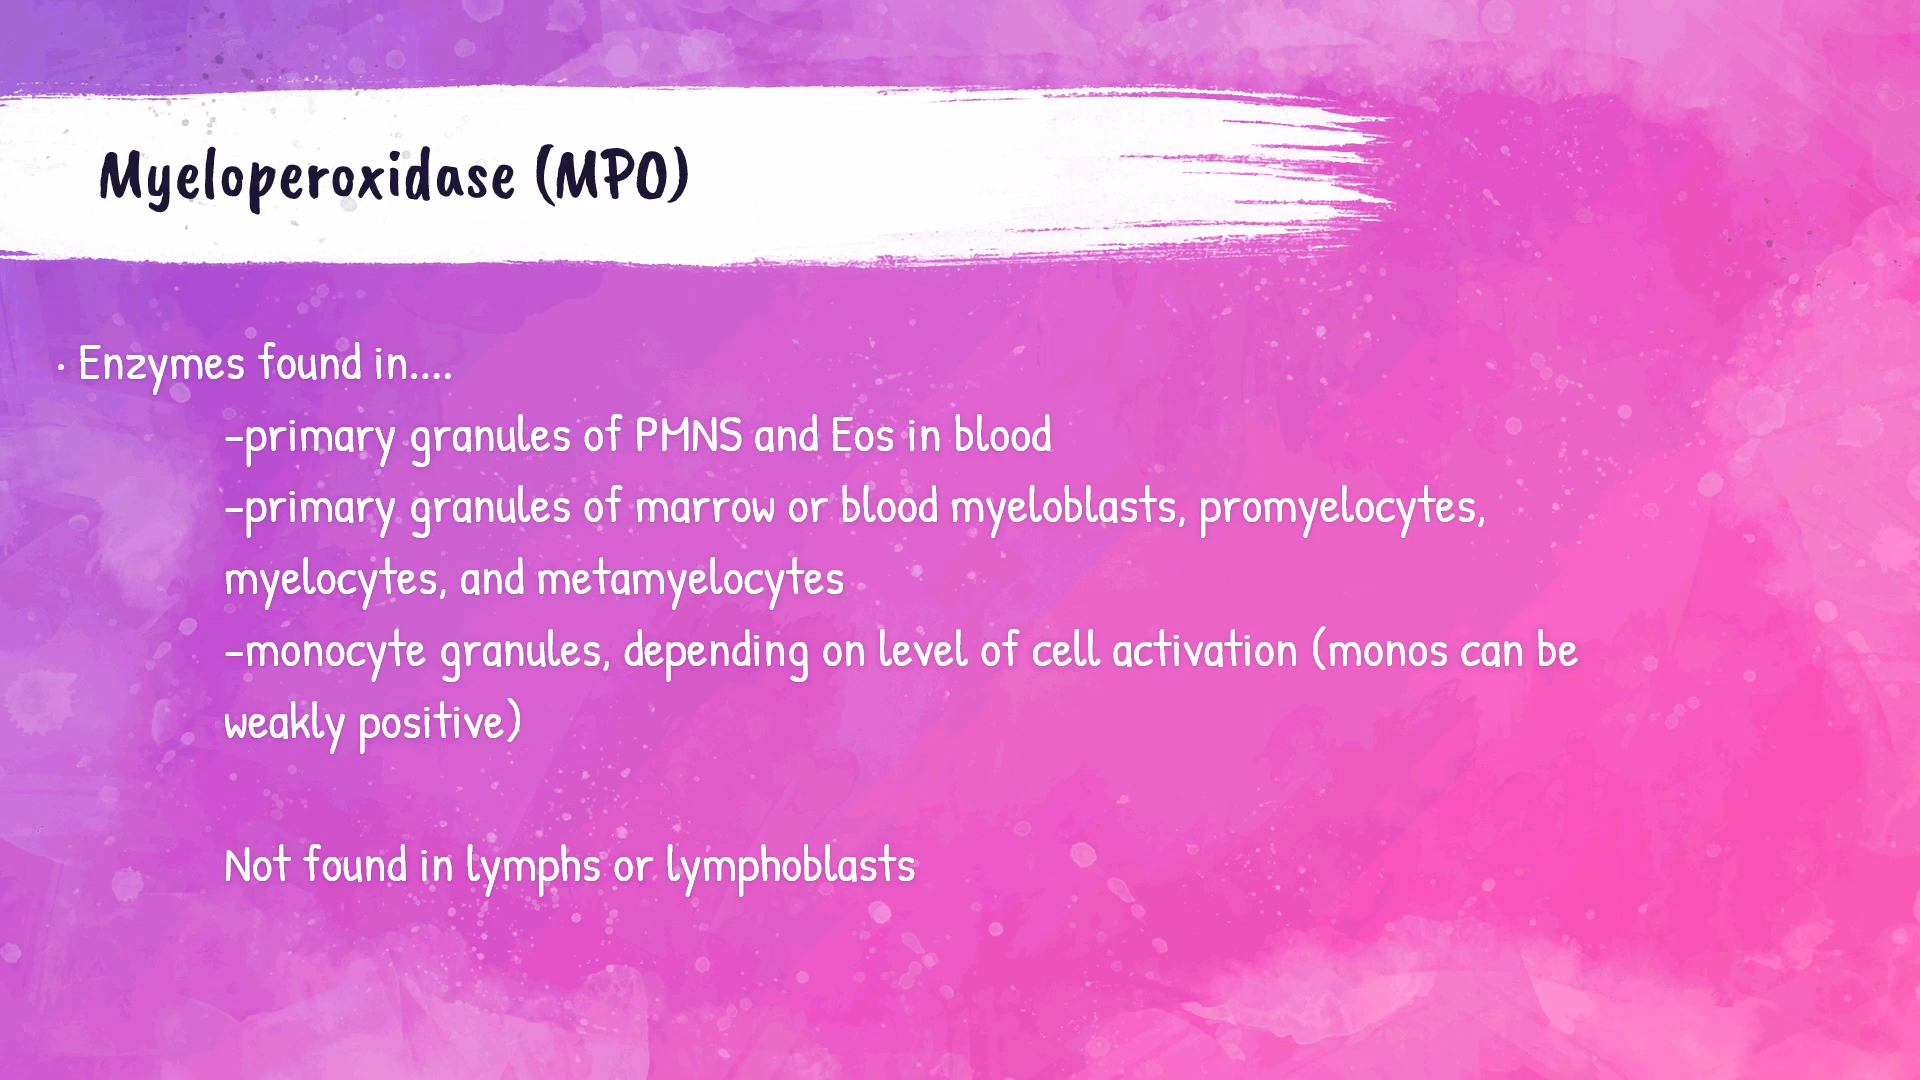 Myeloperoxidase (MPO)
· Enzymes found in....
-primary granules of PMNS and Eos in blood
-primary granules of marrow or blood myeloblasts, promyelocytes,
myelocytes, and metamyelocytes
-monocyte granules, depending on level of cell activation (monos can be
weakly positive)
Not found in lymphs or lymphoblasts